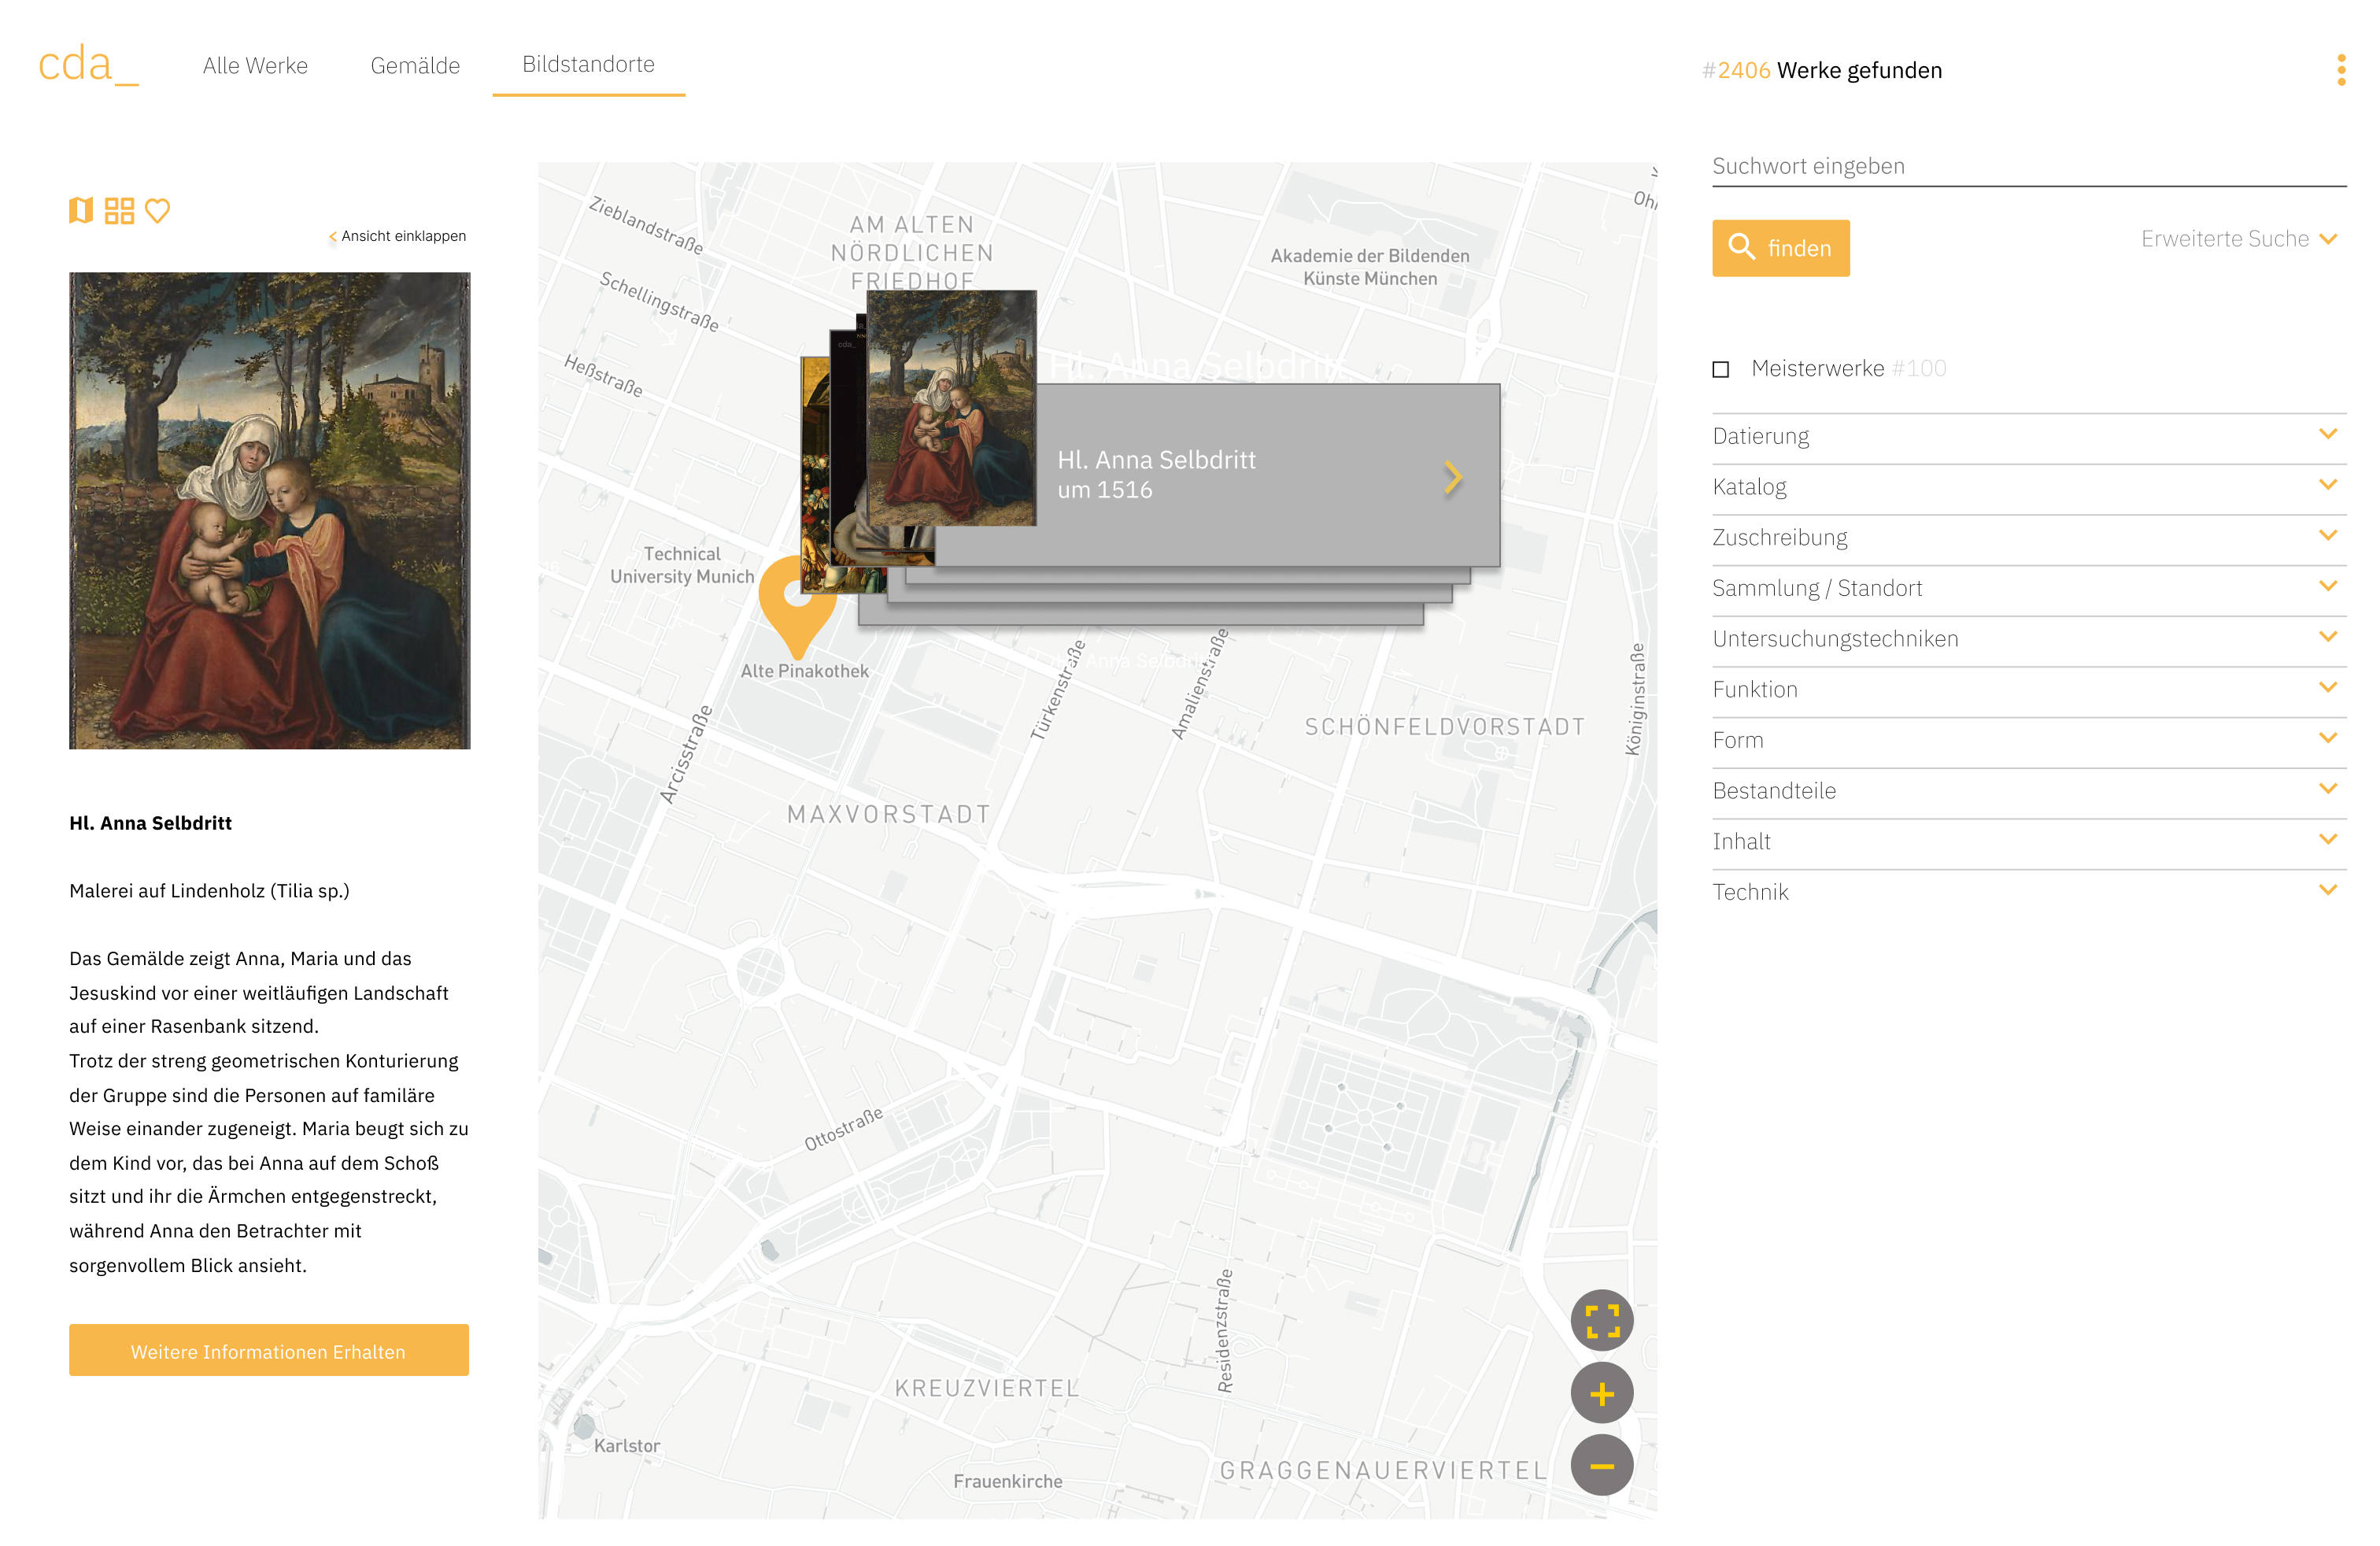 cda_
Alle Werke
Gemälde
Bildstandorte
#2406 Werke gefunden
Ansicht einklappen
Hl. Anna Selbdritt
Malerei auf Lindenholz (Tilia sp.)
Das Gemälde zeigt Anna, Maria und das
Jesuskind vor einer weitläufigen Landschaft
auf einer Rasenbank sitzend.
Trotz der streng geometrischen Konturierung
der Gruppe sind die Personen auf familäre
Weise einander zugeneigt. Maria beugt sich zu
dem Kind vor, das bei Anna auf dem Schoß
sitzt und ihr die Ärmchen entgegenstreckt,
während Anna den Betrachter mit
sorgenvollem Blick ansieht.
Weitere Informationen Erhalten
Zieblandstraße
AM ALTEN
NÖRDLICHEN
FRIEDHOF
Akademie der Bildenden
Künste München
Schellingstraße
Heßstraße
cda_
Hl. Anna Selbdritt
Hl. Anna Selbdritt
um 1516
Technical
University Munich
Alte Pinakothek
Anna Selbdritt
Türkenstraße
Amalienstraße
Königinstraße
Arcisstraße
SCHÖNFELDVORSTADT
MAXVORSTADT
Ottostraße
Residenzstraße
KREUZVIERTEL
Karlstor
Frauenkirche
GRAGGENAUERVIERTEL
Suchwort eingeben
finden
Erweiterte Suche
Meisterwerke #100
Datierung
Katalog
Zuschreibung
Sammlung / Standort
Untersuchungstechniken
Funktion
Form
Bestandteile
Inhalt
Technik